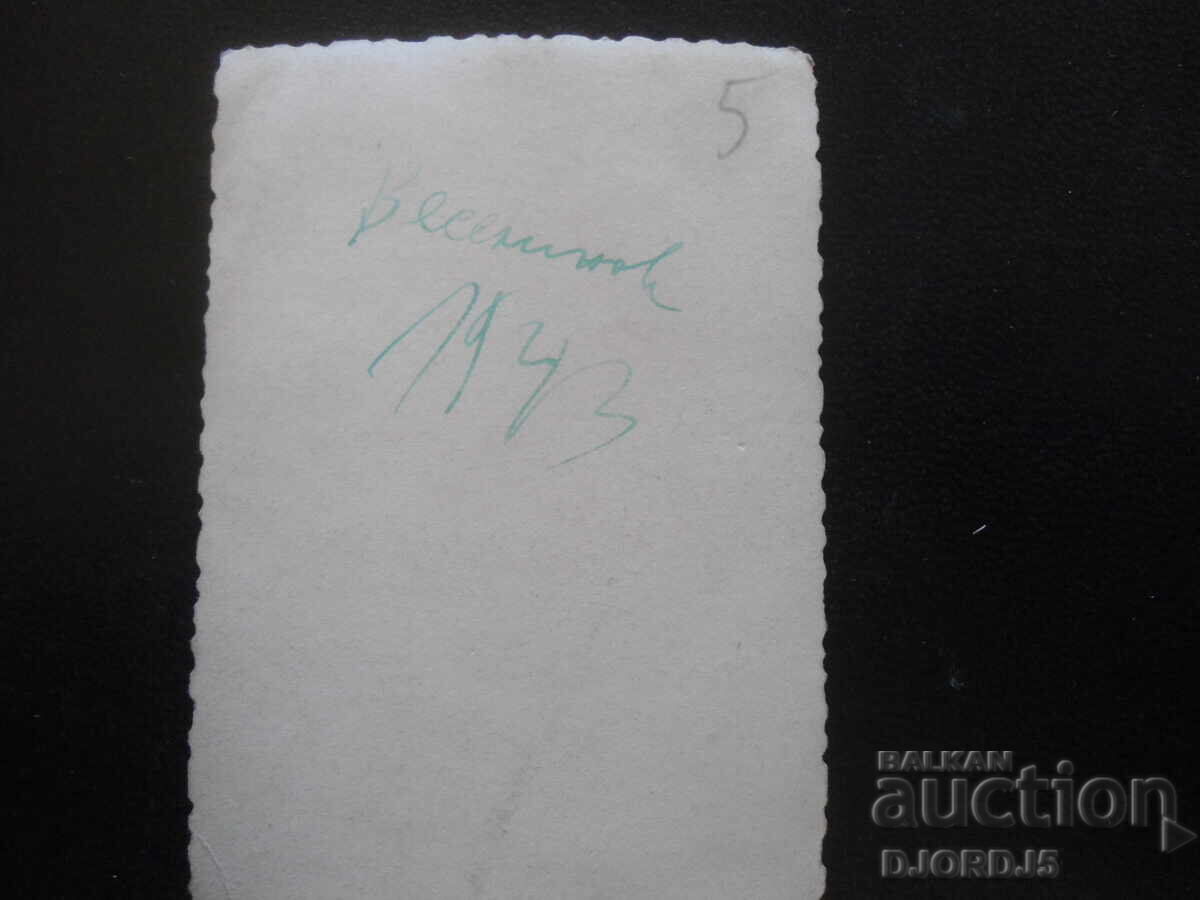 5
Веселинов
1943
BALKAN
auction
DJORDJ5